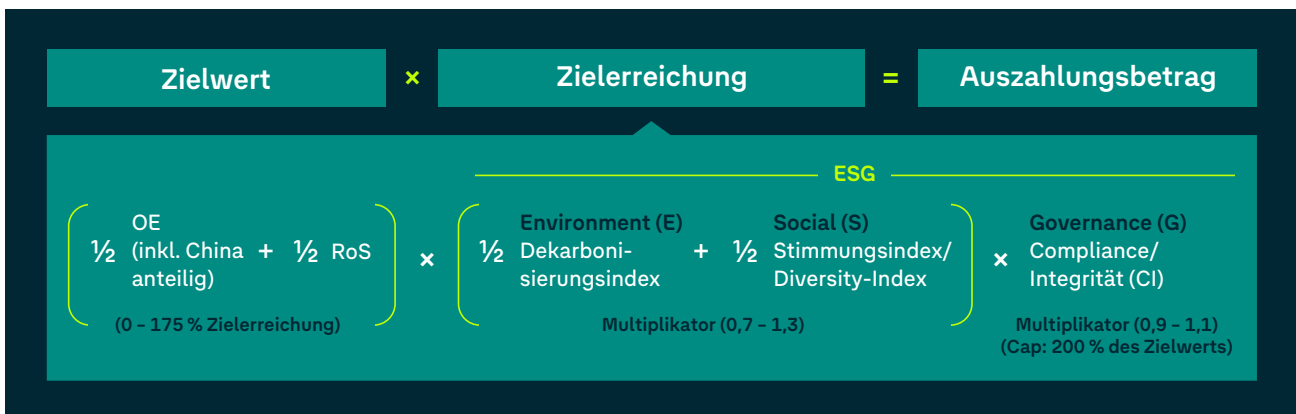 Zielwert × Zielerreichung = Auszahlungsbetrag
ESG
½ OE
(inkl. China
anteilig) + ½ RoS
(0 – 175 % Zielerreichung)
×
½ Environment (E)
Dekarboni-
sierungsindex
+
½ Social (S)
Stimmungsindex/
Diversity-Index
Multiplikator (0,7 – 1,3)
×
Governance (G)
Compliance/
Integrität (CI)
Multiplikator (0,9 – 1,1)
(Cap: 200 % des Zielwerts)